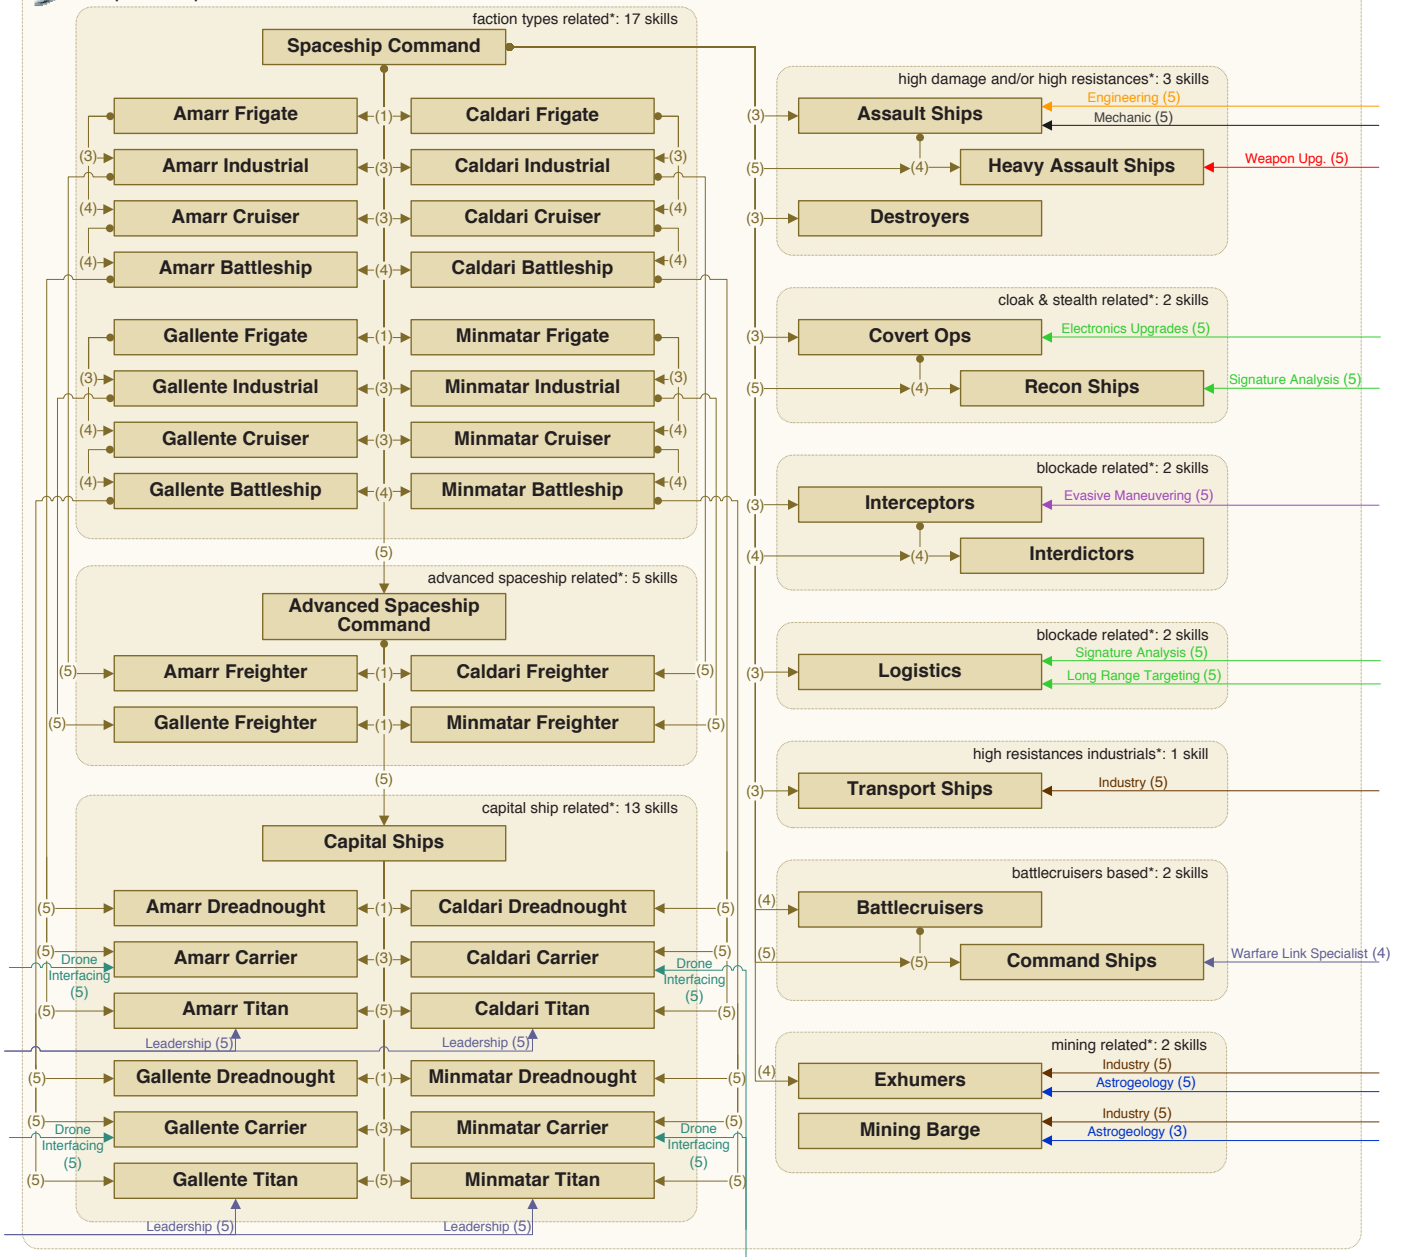 faction types related*: 17 skills
Spaceship Command
Amarr Frigate
(1)
Caldari Frigate
(3)
(3)
Amarr Industrial
(3)
Caldari Industrial
(4)
Amarr Cruiser
(3)
Caldari Cruiser
(4)
(4)
Amarr Battleship
(4)
Caldari Battleship
(4)
Gallente Frigate
(1)
Minmatar Frigate
(3)
Gallente Industrial
(3)
Minmatar Industrial
(3)
(4)
Gallente Cruiser
(3)
Minmatar Cruiser
(4)
(4)
Gallente Battleship
(4)
Minmatar Battleship
(4)
(5)
advanced spaceship related*: 5 skills
Advanced Spaceship
Command
(5)
Amarr Freighter
(1)
Caldari Freighter
(5)
(5)
Gallente Freighter
(1)
Minmatar Freighter
(5)
(5)
capital ship related*: 13 skills
Capital Ships
(5)
Amarr Dreadnought
(1)
Caldari Dreadnought
(5)
(5)
Amarr Carrier
(3)
Caldari Carrier
(5)
Drone
Interfacing
(5)
Drone
Interfacing
(5)
(5)
Amarr Titan
(5)
Caldari Titan
(5)
Leadership (5)
Leadership (5)
(5)
Gallente Dreadnought
(1)
Minmatar Dreadnought
(5)
(5)
Gallente Carrier
(3)
Minmatar Carrier
(5)
Drone
Interfacing
(5)
Drone
Interfacing
(5)
(5)
Gallente Titan
(5)
Minmatar Titan
(5)
Leadership (5)
Leadership (5)
high damage and/or high resistances*: 3 skills
(3)
Assault Ships
Engineering (5)
Mechanic (5)
(5)
(4)
Heavy Assault Ships
Weapon Upg. (5)
(3)
Destroyers
cloak & stealth related*: 2 skills
(3)
Covert Ops
Electronics Upgrades (5)
(5)
(4)
Recon Ships
Signature Analysis (5)
blockade related*: 2 skills
(3)
Interceptors
Evasive Maneuvering (5)
(4)
(4)
Interdictors
blockade related*: 2 skills
(3)
Logistics
Signature Analysis (5)
Long Range Targeting (5)
high resistances industrials*: 1 skill
(3)
Transport Ships
Industry (5)
battlecruisers based*: 2 skills
(4)
Battlecruisers
(5)
(5)
Command Ships
Warfare Link Specialist (4)
mining related*: 2 skills
(4)
Exhumers
Industry (5)
Astrogeology (5)
Mining Barge
Industry (5)
Astrogeology (3)